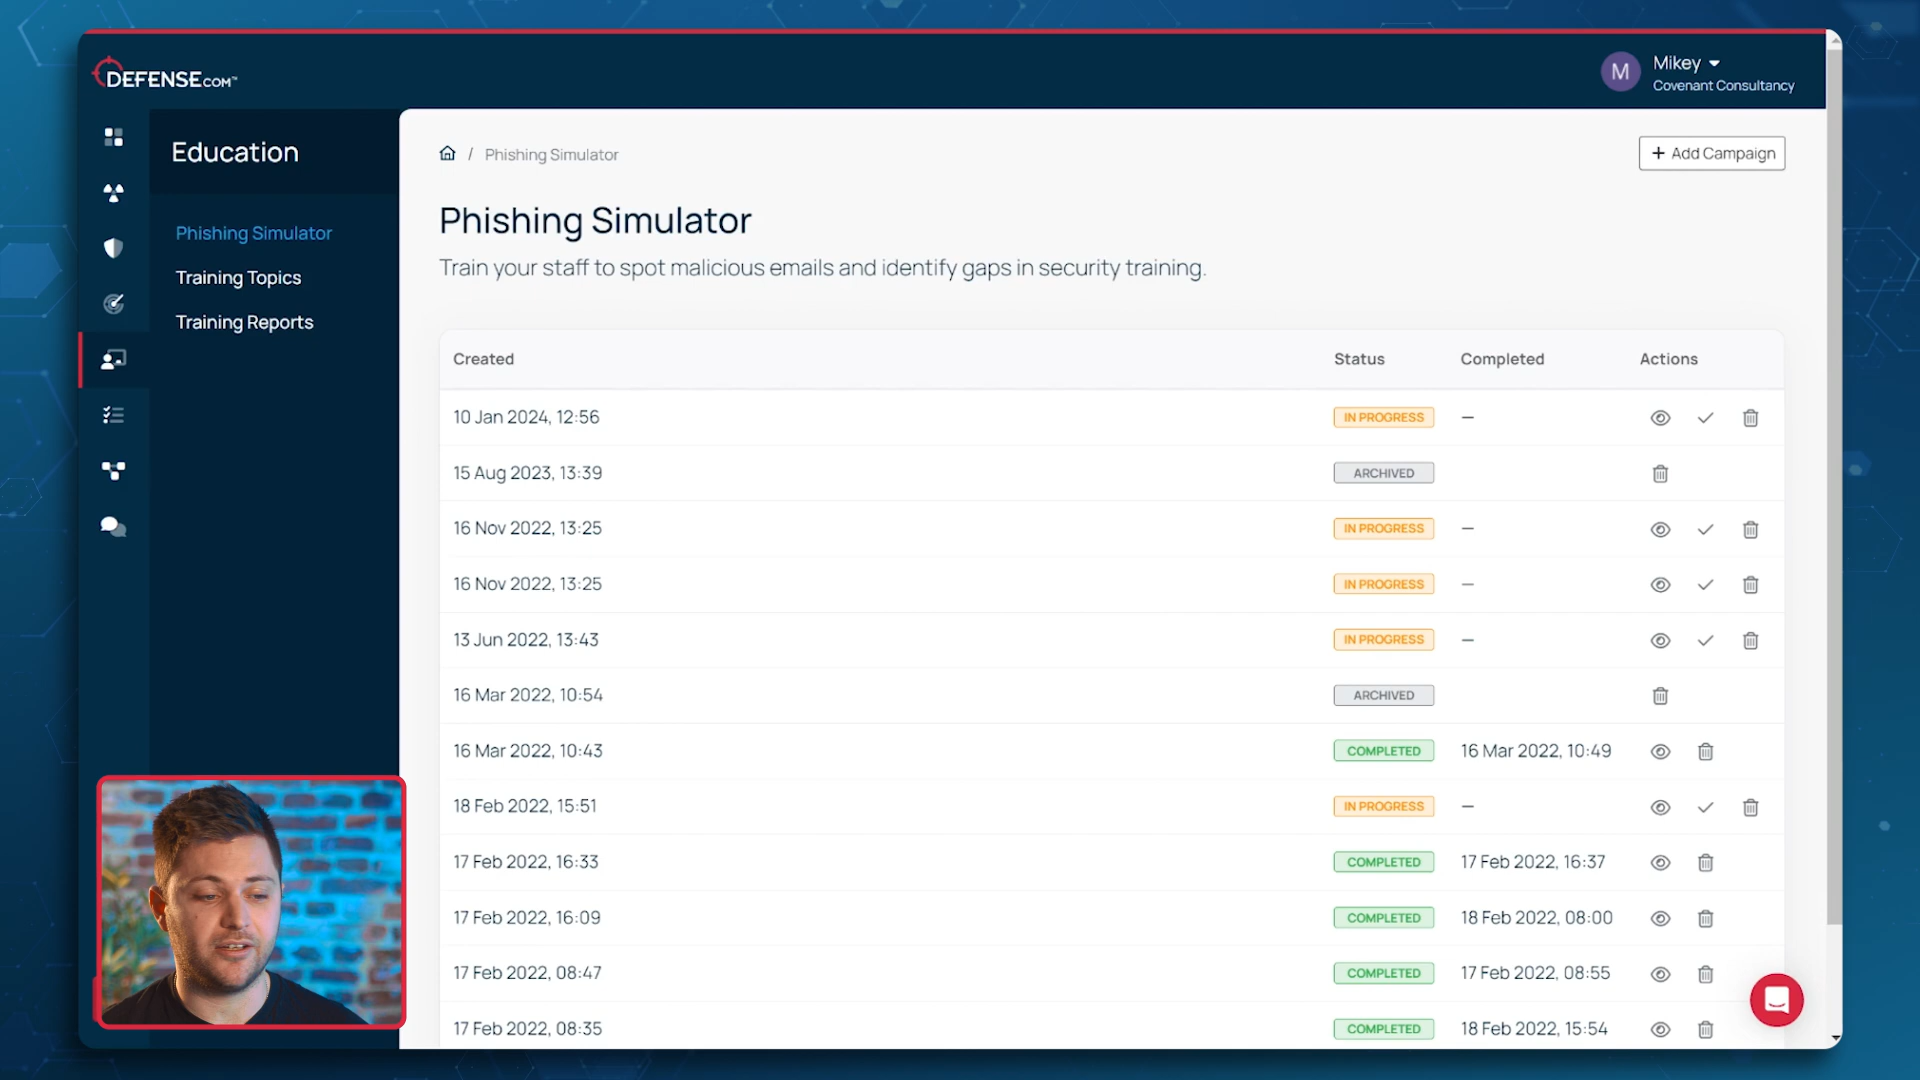 DEFENSE.COM™
M
Mikey
Covenant Consultancy
Education
Phishing Simulator
Training Topics
Training Reports
/ Phishing Simulator
+ Add Campaign
Phishing Simulator
Train your staff to spot malicious emails and identify gaps in security training.
Created Status Completed Actions
10 Jan 2024, 12:56 IN PROGRESS —
15 Aug 2023, 13:39 ARCHIVED
16 Nov 2022, 13:25 IN PROGRESS —
16 Nov 2022, 13:25 IN PROGRESS —
13 Jun 2022, 13:43 IN PROGRESS —
16 Mar 2022, 10:54 ARCHIVED
16 Mar 2022, 10:43 COMPLETED 16 Mar 2022, 10:49
18 Feb 2022, 15:51 IN PROGRESS —
17 Feb 2022, 16:33 COMPLETED 17 Feb 2022, 16:37
17 Feb 2022, 16:09 COMPLETED 18 Feb 2022, 08:00
17 Feb 2022, 08:47 COMPLETED 17 Feb 2022, 08:55
17 Feb 2022, 08:35 COMPLETED 18 Feb 2022, 15:54